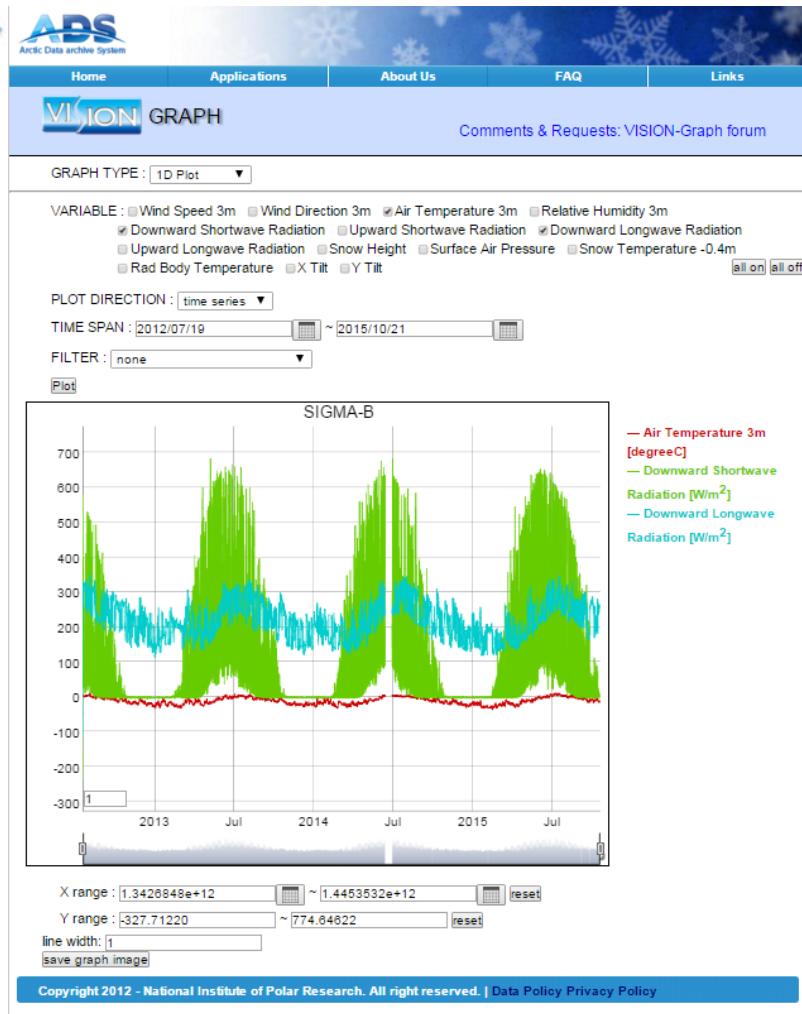 ADS
Arctic Data archive System
Home Applications About Us FAQ Links
VISION GRAPH
Comments & Requests: VISION-Graph forum
GRAPH TYPE : 1D Plot ▼
VARIABLE : Wind Speed 3m Wind Direction 3m Air Temperature 3m Relative Humidity 3m
Downward Shortwave Radiation Upward Shortwave Radiation Downward Longwave Radiation
Upward Longwave Radiation Snow Height Surface Air Pressure Snow Temperature -0.4m
Rad Body Temperature X Tilt Y Tilt all on all off
PLOT DIRECTION : time series ▼
TIME SPAN : 2012/07/19 ~ 2015/10/21
FILTER : none ▼
Plot
SIGMA-B
— Air Temperature 3m
[degreeC]
— Downward Shortwave
Radiation [W/m2]
— Downward Longwave
Radiation [W/m2]
700
600
500
400
300
200
100
0
-100
-200
-300
1
2013 Jul 2014 Jul 2015 Jul
X range : 1.3426848e+12 ~ 1.4453532e+12 reset
Y range : -327.71220 ~ 774.64622 reset
line width: 1
save graph image
Copyright 2012 - National Institute of Polar Research. All right reserved. | Data Policy Privacy Policy